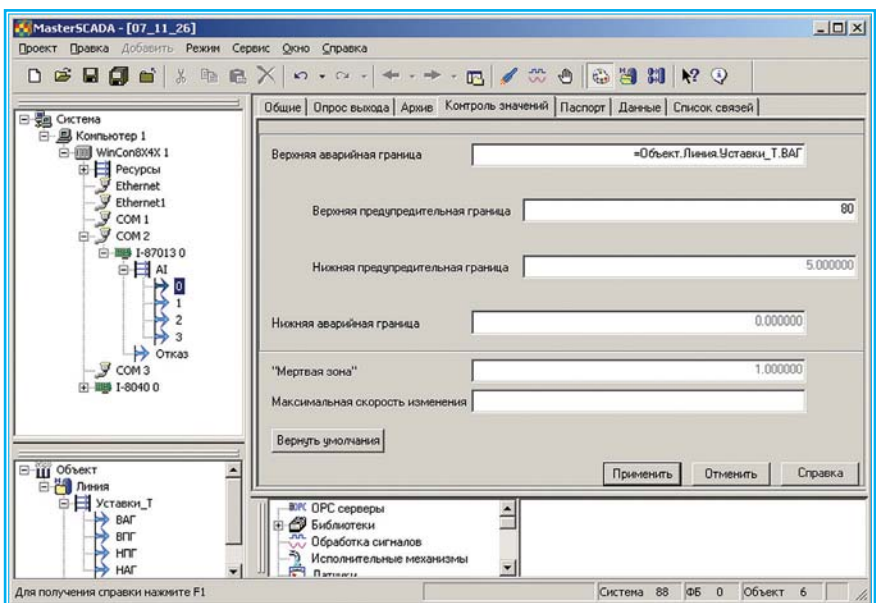 MasterSCADA - [07_11_26]
Проект Правка Добавить Режим Сервис Окно Справка
Система
Компьютер 1
WinCon8X4X 1
Ресурсы
Ethernet
Ethernet1
COM 1
COM 2
I-87013 0
AI
0
1
2
3
Отказ
COM 3
I-8040 0
Объект
Линия
Уставки_Т
ВАГ
ВПГ
НПГ
НАГ
Общие Опрос выхода Архив Контроль значений Паспорт Данные Список связей
Верхняя аварийная граница =Объект.Линия.Уставки_Т.ВАГ
Верхняя предупредительная граница 80
Нижняя предупредительная граница 5.000000
Нижняя аварийная граница 0.000000
"Мертвая зона" 1.000000
Максимальная скорость изменения
Вернуть умолчания
Применить Отменить Справка
OPC серверы
Библиотеки
Обработка сигналов
Исполнительные механизмы
Для получения справки нажмите F1 Система 88 ФБ 0 Объект 6